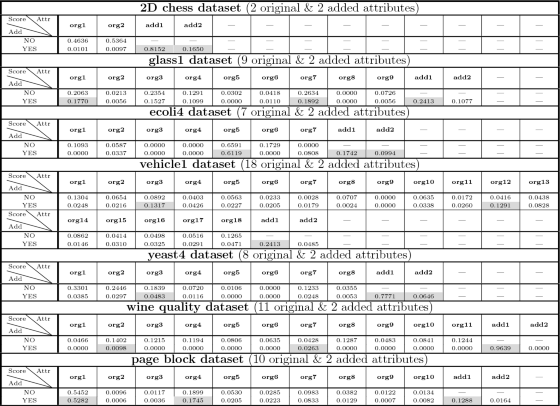 2D chess dataset (2 original & 2 added attributes)
Score Attr Add org1 org2 add1 add2 — — — — — — — — —
NO 0.4636 0.5364 — — — — — — — — — — —
YES 0.0101 0.0097 0.8152 0.1650 — — — — — — — — —
glass1 dataset (9 original & 2 added attributes)
Score Attr Add org1 org2 org3 org4 org5 org6 org7 org8 org9 add1 add2 — —
NO 0.2063 0.0213 0.2354 0.1291 0.0302 0.0418 0.2634 0.0000 0.0726 — — — —
YES 0.1770 0.0056 0.1527 0.1099 0.0000 0.0110 0.1892 0.0000 0.0056 0.2413 0.1077 — —
ecoli4 dataset (7 original & 2 added attributes)
Score Attr Add org1 org2 org3 org4 org5 org6 org7 add1 add2 — — — —
NO 0.1093 0.0587 0.0000 0.0000 0.6591 0.1729 0.0000 — — — — — —
YES 0.0000 0.0337 0.0000 0.0000 0.6119 0.0000 0.0808 0.1742 0.0994 — — — —
vehicle1 dataset (18 original & 2 added attributes)
Score Attr Add org1 org2 org3 org4 org5 org6 org7 org8 org9 org10 org11 org12 org13
NO 0.1304 0.0654 0.0892 0.0403 0.0563 0.0233 0.0028 0.0707 0.0000 0.0635 0.0172 0.0416 0.0438
YES 0.0248 0.0216 0.1317 0.0426 0.0227 0.0205 0.0179 0.0024 0.0000 0.0338 0.0260 0.1291 0.0828
Score Attr Add org14 org15 org16 org17 org18 add1 add2 — — — — — —
NO 0.0862 0.0414 0.0498 0.0516 0.1265 — — — — — — — —
YES 0.0146 0.0310 0.0325 0.0291 0.0471 0.2413 0.0485 — — — — — —
yeast4 dataset (8 original & 2 added attributes)
Score Attr Add org1 org2 org3 org4 org5 org6 org7 org8 add1 add2 — — —
NO 0.3301 0.2446 0.1839 0.0720 0.0106 0.0000 0.1233 0.0355 — — — — —
YES 0.0385 0.0297 0.0483 0.0116 0.0000 0.0000 0.0248 0.0053 0.7771 0.0646 — — —
wine quality dataset (11 original & 2 added attributes)
Score Attr Add org1 org2 org3 org4 org5 org6 org7 org8 org9 org10 org11 add1 add2
NO 0.0466 0.1402 0.1215 0.1199 0.0806 0.0635 0.0428 0.1287 0.0483 0.0834 0.1244 — —
YES 0.0000 0.0098 0.0000 0.0000 0.0000 0.0000 0.0263 0.0000 0.0000 0.0000 0.0000 0.9639 0.0000
page block dataset (10 original & 2 added attributes)
Score Attr Add org1 org2 org3 org4 org5 org6 org7 org8 org9 org10 add1 add2 —
NO 0.5452 0.0096 0.0117 0.1899 0.0530 0.0285 0.0983 0.0382 0.0122 0.0134 — — —
YES 0.5282 0.0006 0.0036 0.1745 0.0205 0.0223 0.0833 0.0129 0.0007 0.0082 0.1288 0.0164 —